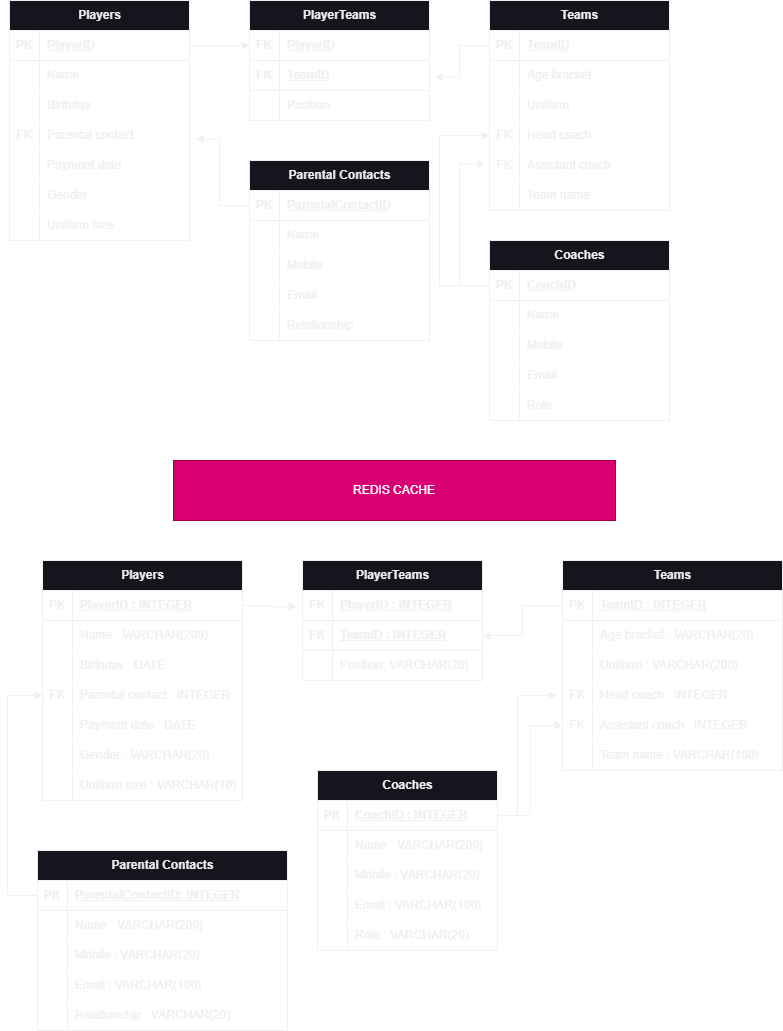 Players
PK PlayerID
Name
Birthday
FK Parental contact
Payment date
Gender
Uniform size
PlayerTeams
FK PlayerID
FK TeamID
Position
Teams
PK TeamID
Age bracket
Uniform
FK Head coach
FK Assistant coach
Team name
Parental Contacts
PK ParentalContactID
Name
Mobile
Email
Relationship
Coaches
PK CoachID
Name
Mobile
Email
Role
REDIS CACHE
Players
PK PlayerID : INTEGER
Name : VARCHAR(200)
Birthday : DATE
FK Parental contact : INTEGER
Payment date : DATE
Gender : VARCHAR(20)
Uniform size : VARCHAR(10)
PlayerTeams
FK PlayerID : INTEGER
FK TeamID : INTEGER
Position: VARCHAR(20)
Teams
PK TeamID : INTEGER
Age bracket : VARCHAR(20)
Uniform : VARCHAR(200)
FK Head coach : INTEGER
FK Assistant coach : INTEGER
Team name : VARCHAR(100)
Coaches
PK CoachID : INTEGER
Name : VARCHAR(200)
Mobile : VARCHAR(20)
Email : VARCHAR(100)
Role : VARCHAR(20)
Parental Contacts
PK ParentalContactID: INTEGER
Name : VARCHAR(200)
Mobile : VARCHAR(20)
Email : VARCHAR(100)
Relationship : VARCHAR(20)